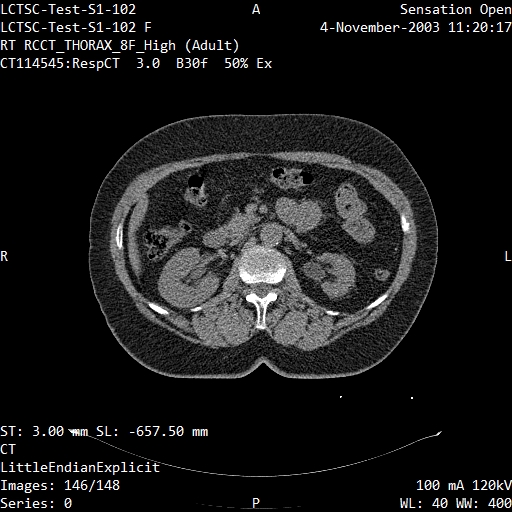 LCTSC-Test-S1-102
A
Sensation Open
LCTSC-Test-S1-102 F
4-November-2003 11:20:17
RT RCCT_THORAX_8F_High (Adult)
CT114545:RespCT  3.0  B30f  50% Ex
R
L
ST: 3.00 mm SL: -657.50 mm
CT
LittleEndianExplicit
Images: 146/148
100 mA 120kV
Series: 0
P
WL: 40 WW: 400